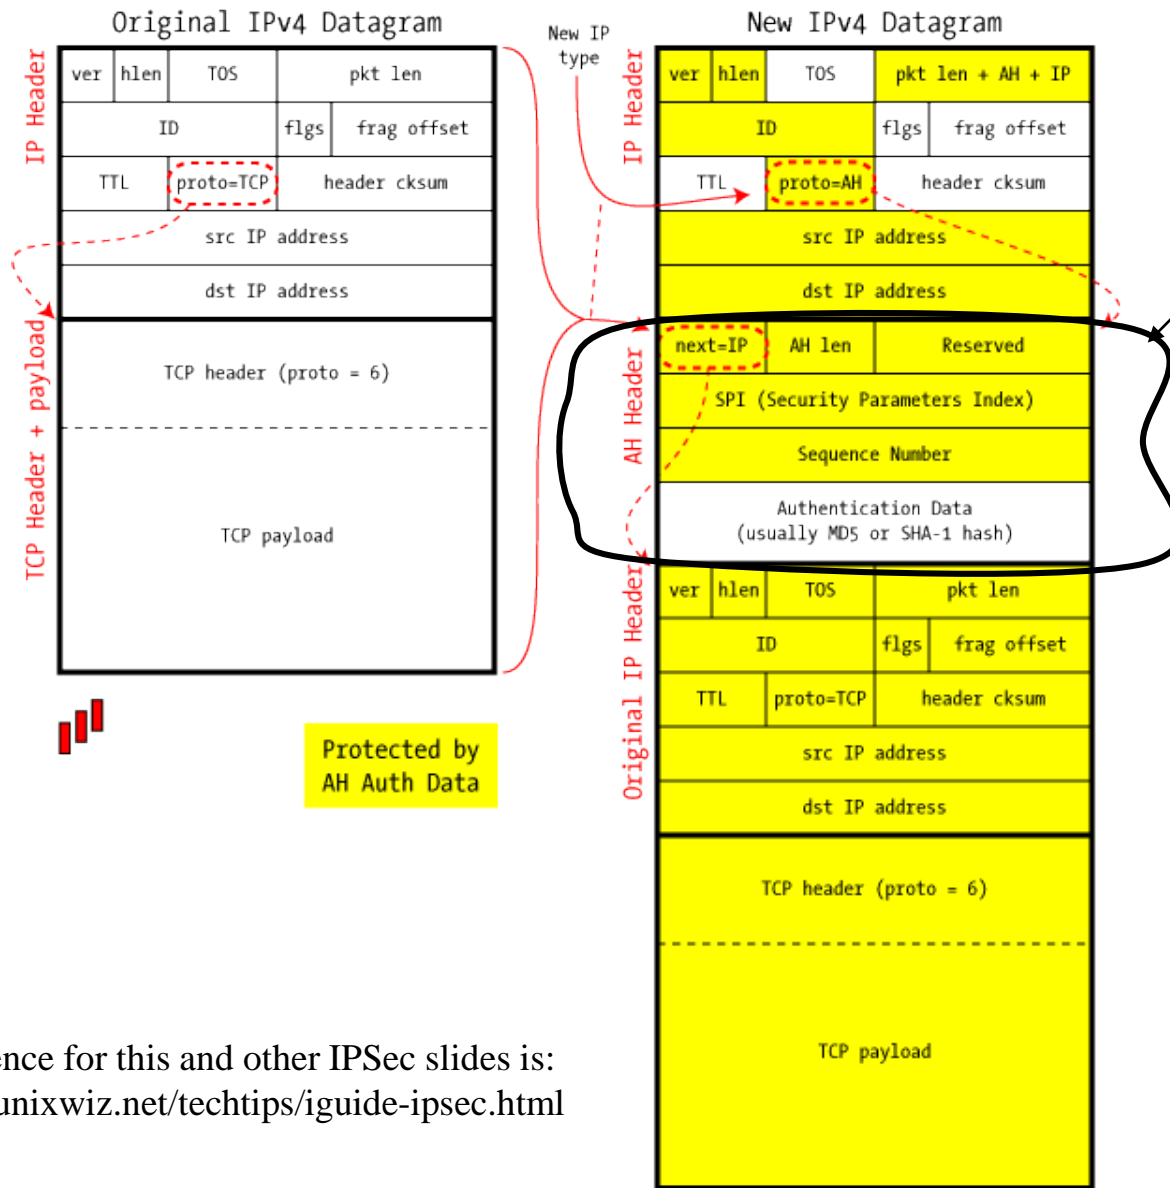 Original IPv4 Datagram
IP Header
ver hlen TOS pkt len
ID flgs frag offset
TTL proto=TCP header cksum
src IP address
dst IP address
TCP Header + payload
TCP header (proto = 6)
TCP payload
Protected by
AH Auth Data
New IP
type
New IPv4 Datagram
IP Header
ver hlen TOS pkt len + AH + IP
ID flgs frag offset
TTL proto=AH header cksum
src IP address
dst IP address
AH Header
next=IP AH len Reserved
SPI (Security Parameters Index)
Sequence Number
Authentication Data
(usually MD5 or SHA-1 hash)
Original IP Header
ver hlen TOS pkt len
ID flgs frag offset
TTL proto=TCP header cksum
src IP address
dst IP address
TCP header (proto = 6)
TCP payload
ence for this and other IPSec slides is:
unixwiz.net/techtips/iguide-ipsec.html